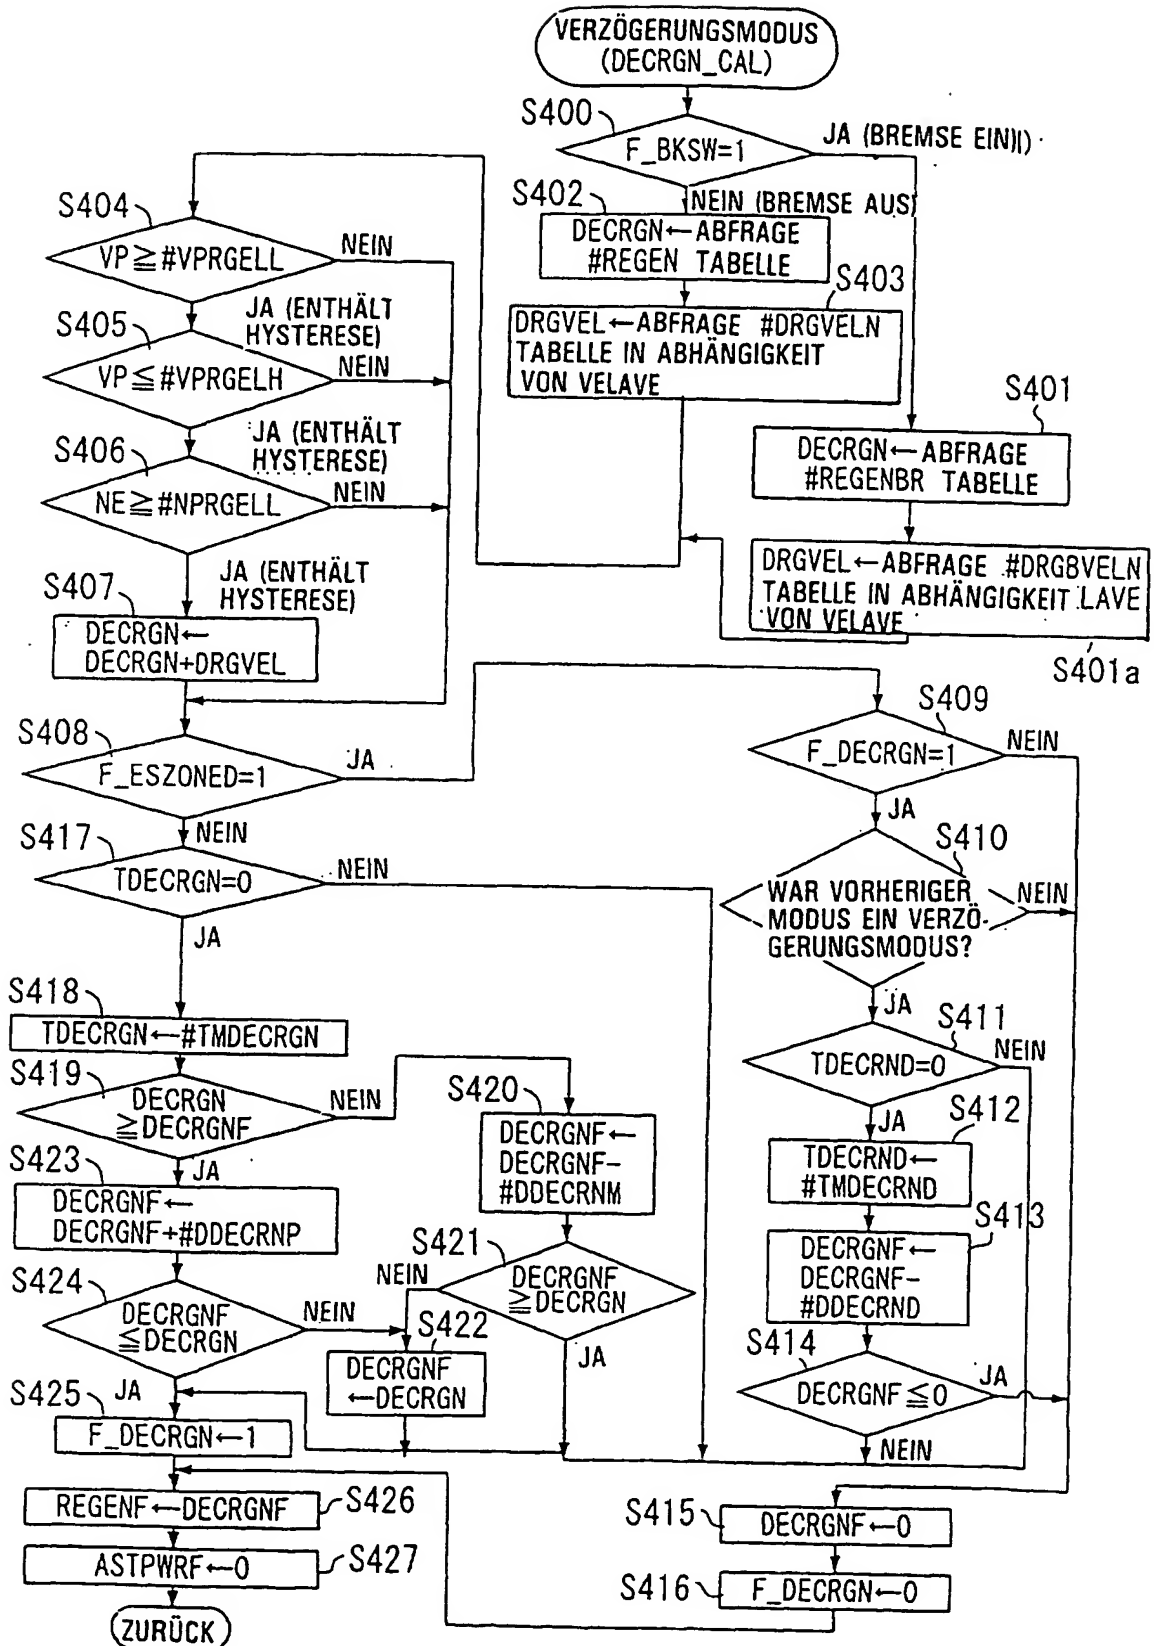 VERZÖGERUNGSMODUS
(DECRGN_CAL)
S400
F_BKSW=1
JA (BREMSE EIN)|)
NEIN (BREMSE AUS)
S402
DECRGN←ABFRAGE
#REGEN TABELLE
S403
DRGVEL←ABFRAGE #DRGVELN
TABELLE IN ABHÄNGIGKEIT
VON VELAVE
S401
DECRGN←ABFRAGE
#REGENBR TABELLE
DRGVEL←ABFRAGE #DRGBVELN
TABELLE IN ABHÄNGIGKEIT LAVE
VON VELAVE
S401a
S404
VP≧#VPRGELL
NEIN
JA (ENTHÄLT
HYSTERESE)
S405
VP≦#VPRGELH
NEIN
JA (ENTHÄLT
HYSTERESE)
S406
NE≧#NPRGELL
NEIN
JA (ENTHÄLT
HYSTERESE)
S407
DECRGN←
DECRGN+DRGVEL
S408
F_ESZONED=1
JA
NEIN
S409
F_DECRGN=1
NEIN
JA
S410
WAR VORHERIGER
MODUS EIN VERZÖ-
GERUNGSMODUS?
NEIN
JA
S411
TDECRND=0
NEIN
JA
S412
TDECRND←
#TMDECRND
S413
DECRGNF←
DECRGNF-
#DDECRND
S414
DECRGNF≦0
JA
NEIN
S415
DECRGNF←0
S416
F_DECRGN←0
S417
TDECRGN=0
NEIN
JA
S418
TDECRGN←#TMDECRGN
S419
DECRGN
≧DECRGNF
NEIN
JA
S420
DECRGNF←
DECRGNF-
#DDECRNM
S421
DECRGNF
≧DECRGN
NEIN
JA
S422
DECRGNF
←DECRGN
S423
DECRGNF←
DECRGNF+#DDECRNP
S424
DECRGNF
≦DECRGN
NEIN
JA
S425
F_DECRGN←1
S426
REGENF←DECRGNF
S427
ASTPWRF←0
ZURÜCK